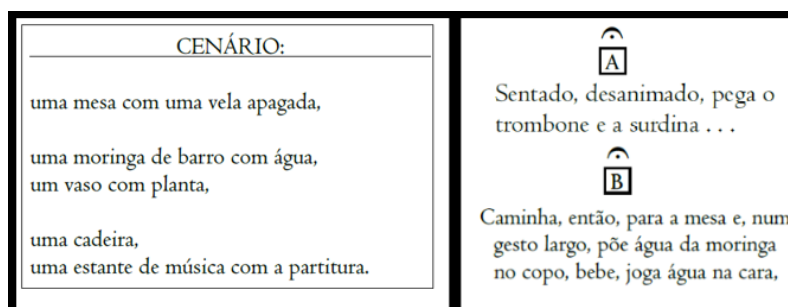 CENÁRIO:
uma mesa com uma vela apagada,
uma moringa de barro com água,
um vaso com planta,
uma cadeira,
uma estante de música com a partitura.
A
Sentado, desanimado, pega o
trombone e a surdina . . .
B
Caminha, então, para a mesa e, num
gesto largo, põe água da moringa
no copo, bebe, joga água na cara,